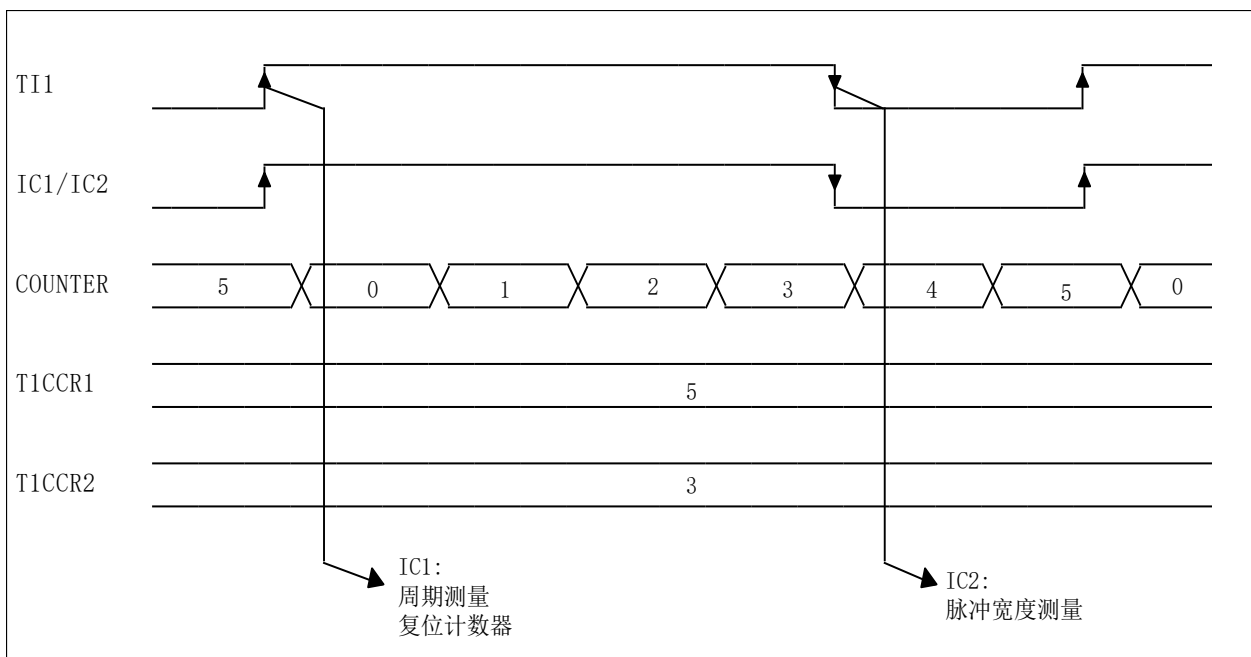 TI1
IC1/IC2
COUNTER 5 0 1 2 3 4 5 0
T1CCR1 5
T1CCR2 3
IC1:
周期测量
复位计数器
IC2:
脉冲宽度测量